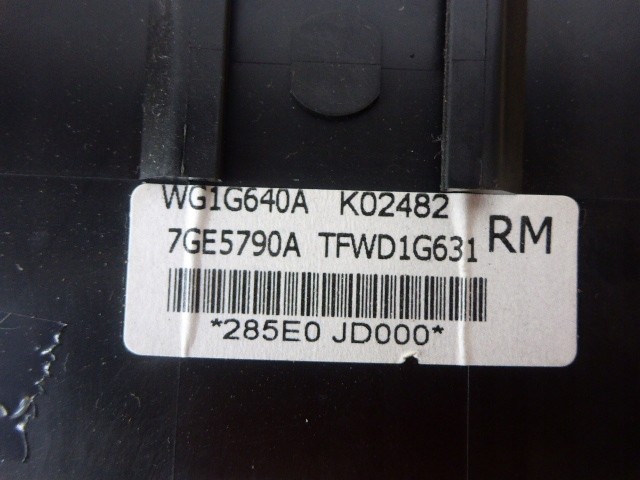 WG1G640A K02482
7GE5790A TFWD1G631 RM
*285E0 JD000*